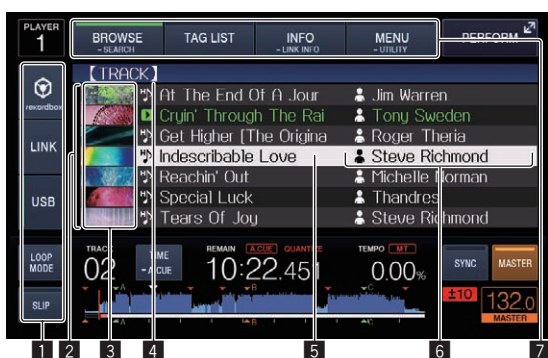 PLAYER
1
BROWSE
- SEARCH
TAG LIST
INFO
- LINK INFO
MENU
- UTILITY
PERFORM
[TRACK]
rekordbox
LINK
USB
LOOP
MODE
SLIP
At The End Of A Jour Jim Warren
Cryin' Through The Rai Tony Sweden
Get Higher [The Origina Roger Theria
Indescribable Love Steve Richmond
Reachin' Out Michelle Norman
Special Luck Thandres
Tears Of Joy Steve Richmond
TRACK
02
TIME
- A.CUE
REMAIN A.CUE QUANTIZE
10:22.451
TEMPO MT
0.00%
SYNC
MASTER
±10
132.0
MASTER
A B C
A B C
1 2 3 4 5 6 7